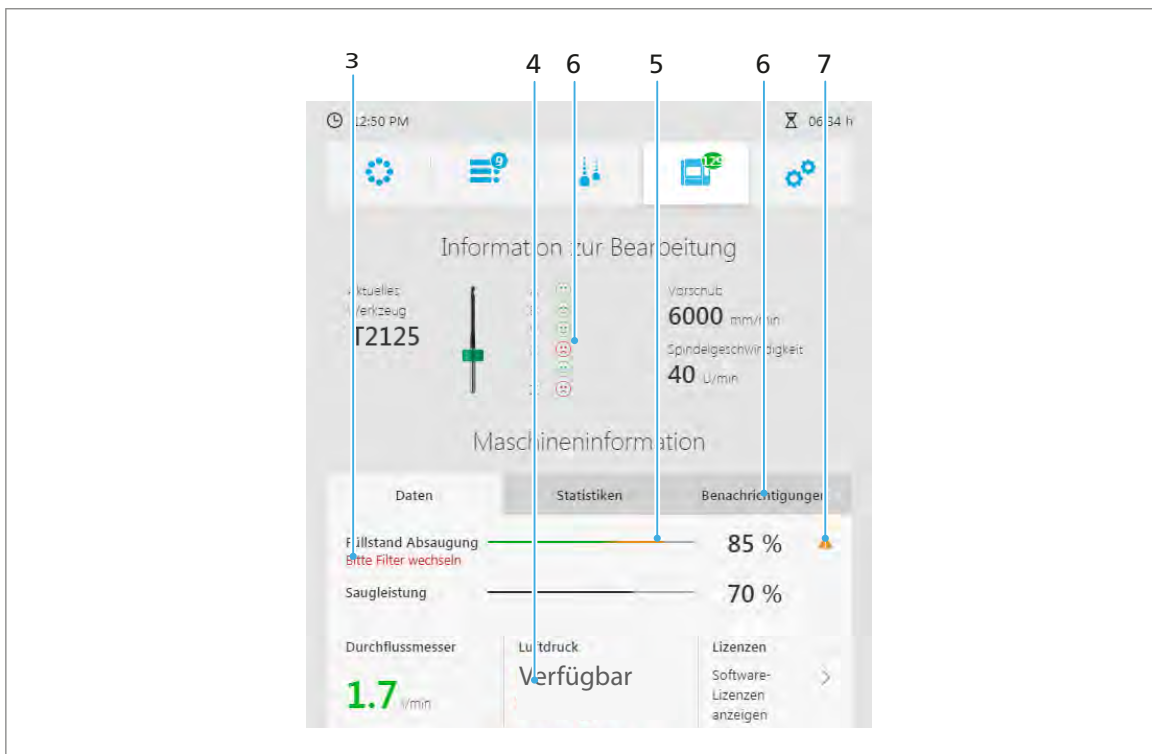 3 4 6 5 6 7
12:50 PM 06:34 h
9 129
Information zur Bearbeitung
Aktuelles
Werkzeug
T2125
Vorschub
6000 mm/min
Spindelgeschwindigkeit
40 U/min
6
Maschineninformation
Daten Statistiken Benachrichtigungen
Füllstand Absaugung 85 %
Bitte Filter wechseln
Saugleistung 70 %
Durchflussmesser
1.7 l/min
Luftdruck
Verfügbar
Lizenzen
Software-
Lizenzen
anzeigen